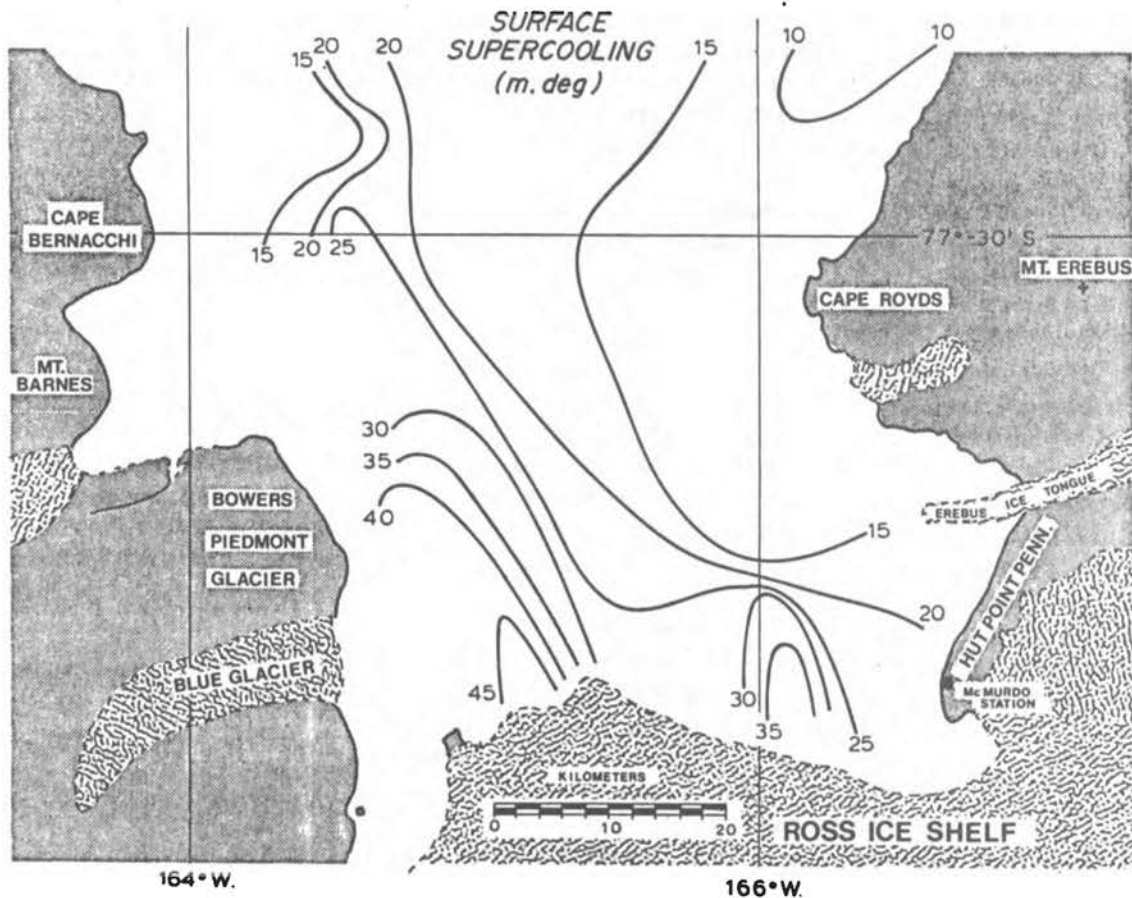 SURFACE
SUPERCOOLING
(m. deg)
15
20
20
15
10
10
CAPE
BERNACCHI
15
20
25
77°-30' S
MT. EREBUS
CAPE ROYDS
MT.
BARNES
30
35
40
BOWERS
PIEDMONT
GLACIER
EREBUS ICE TONGUE
15
20
HUT POINT PENN.
BLUE GLACIER
45
30
35
25
Mc MURDO
STATION
KILOMETERS
0 10 20
ROSS ICE SHELF
164° W.
166° W.